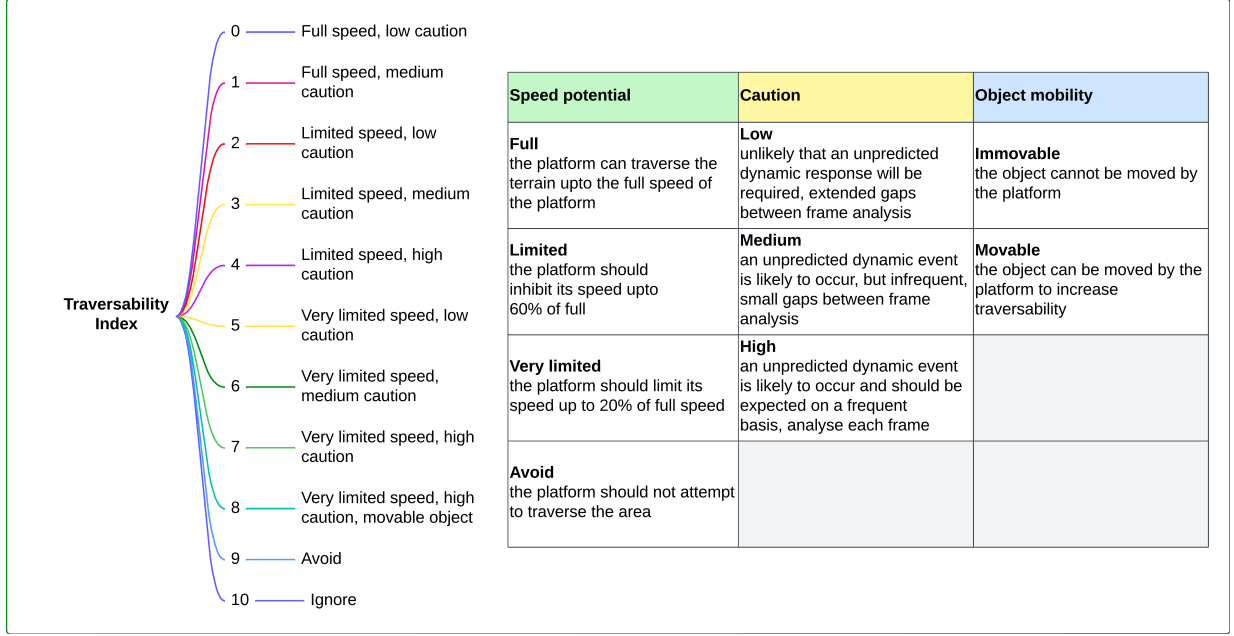 Traversability
Index
0
Full speed, low caution
1
Full speed, medium
caution
2
Limited speed, low
caution
3
Limited speed, medium
caution
4
Limited speed, high
caution
5
Very limited speed, low
caution
6
Very limited speed,
medium caution
7
Very limited speed, high
caution
8
Very limited speed, high
caution, movable object
9
Avoid
10
Ignore
Speed potential
Caution
Object mobility
Full
the platform can traverse the
terrain upto the full speed of
the platform
Low
unlikely that an unpredicted
dynamic response will be
required, extended gaps
between frame analysis
Immovable
the object cannot be moved by
the platform
Limited
the platform should
inhibit its speed upto
60% of full
Medium
an unpredicted dynamic event
is likely to occur, but infrequent,
small gaps between frame
analysis
Movable
the object can be moved by the
platform to increase
traversability
Very limited
the platform should limit its
speed up to 20% of full speed
High
an unpredicted dynamic event
is likely to occur and should be
expected on a frequent
basis, analyse each frame
Avoid
the platform should not attempt
to traverse the area